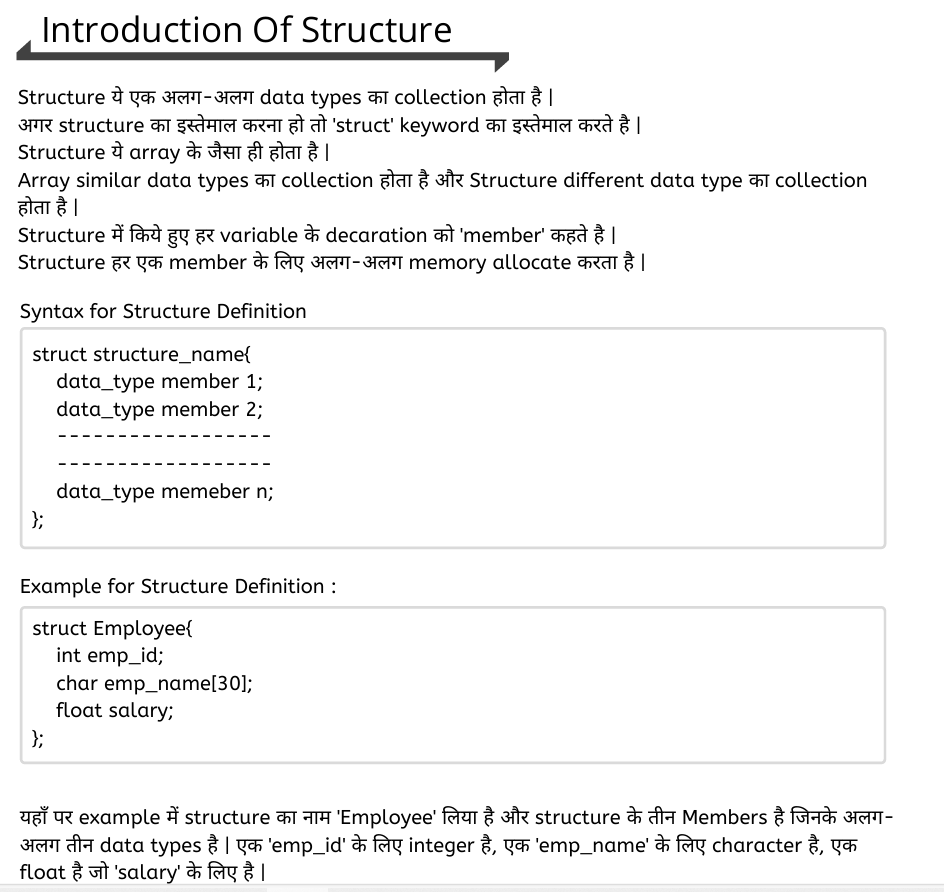 Introduction Of Structure
Structure ये एक अलग-अलग data types का collection होता है |
अगर structure का इस्तेमाल करना हो तो 'struct' keyword का इस्तेमाल करते है |
Structure ये array के जैसा ही होता है |
Array similar data types का collection होता है और Structure different data type का collection
होता है |
Structure में किये हुए हर variable के decaration को 'member' कहते है |
Structure हर एक member के लिए अलग-अलग memory allocate करता है |
Syntax for Structure Definition
struct structure_name{
data_type member 1;
data_type member 2;
------------------
------------------
data_type memeber n;
};
Example for Structure Definition :
struct Employee{
int emp_id;
char emp_name[30];
float salary;
};
यहाँ पर example में structure का नाम 'Employee' लिया है और structure के तीन Members है जिनके अलग-
अलग तीन data types है | एक 'emp_id' के लिए integer है, एक 'emp_name' के लिए character है, एक
float है जो 'salary' के लिए है |